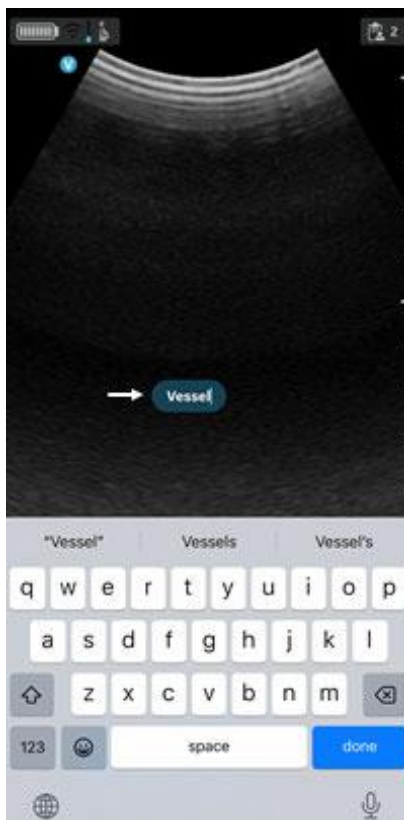 2
V
Vessel
"Vessel" Vessels Vessel's
q w e r t y u i o p
a s d f g h j k l
z x c v b n m
123 space done